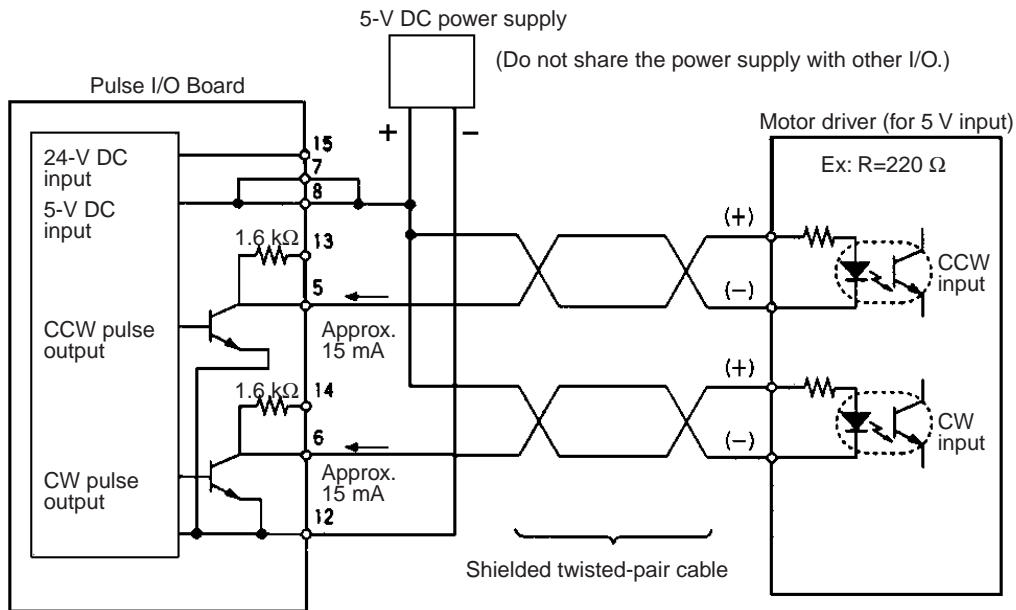 5-V DC power supply
(Do not share the power supply with other I/O.)
Pulse I/O Board
+
−
Motor driver (for 5 V input)
Ex: R=220 Ω
24-V DC
input
15
7
8
5-V DC
input
1.6 kΩ
13
5
(+)
(−)
CCW
input
CCW pulse
output
Approx.
15 mA
1.6 kΩ
14
6
(+)
(−)
CW
input
CW pulse
output
Approx.
15 mA
12
Shielded twisted-pair cable